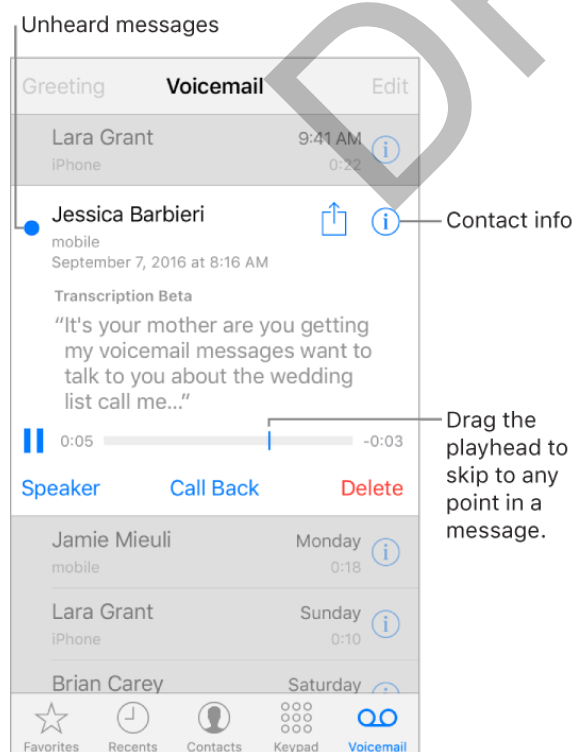 Unheard messages
Greeting Voicemail Edit
Lara Grant 9:41 AM
iPhone 0:22
Jessica Barbieri
Contact info
mobile
September 7, 2016 at 8:16 AM
Transcription Beta
“It's your mother are you getting
my voicemail messages want to
talk to you about the wedding
list call me...”
0:05 -0:03
Drag the
playhead to
skip to any
point in a
message.
Speaker Call Back Delete
Jamie Mieuli Monday
mobile 0:18
Lara Grant Sunday
iPhone 0:10
Brian Carey Saturday
Favorites Recents Contacts Keypad Voicemail